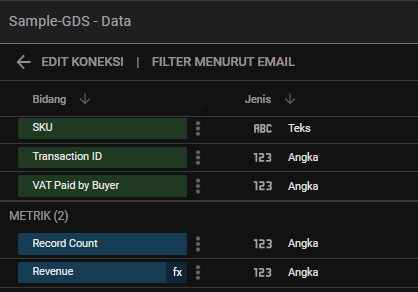 Sample-GDS - Data
EDIT KONEKSI | FILTER MENURUT EMAIL
Bidang Jenis
SKU ABC Teks
Transaction ID 123 Angka
VAT Paid by Buyer 123 Angka
METRIK (2)
Record Count 123 Angka
Revenue fx 123 Angka